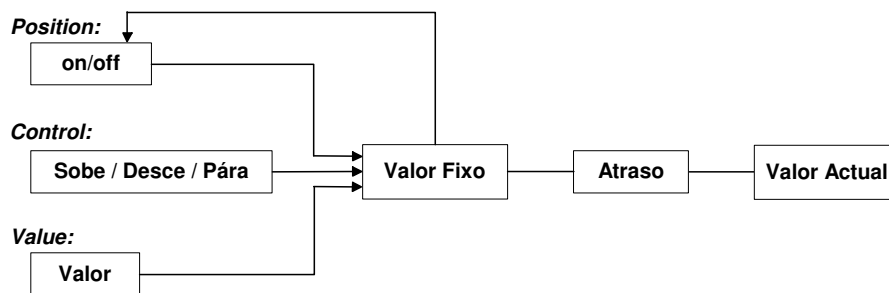 Position:
on/off
Control:
Sobe / Desce / Pára
Valor Fixo
Atraso
Valor Actual
Value:
Valor